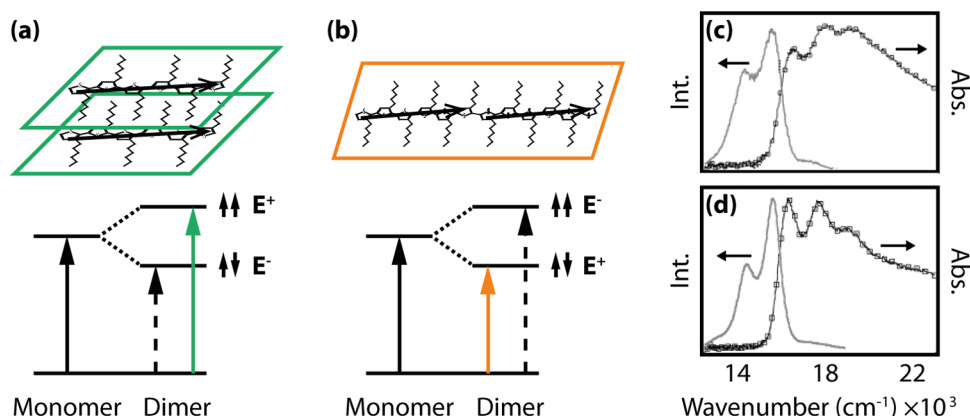 (a)
E⁺
E⁻
Monomer Dimer
(b)
E⁻
E⁺
Monomer Dimer
(c)
Int.
Abs.
(d)
Int.
Abs.
14 18 22
Wavenumber (cm⁻¹) ×10³